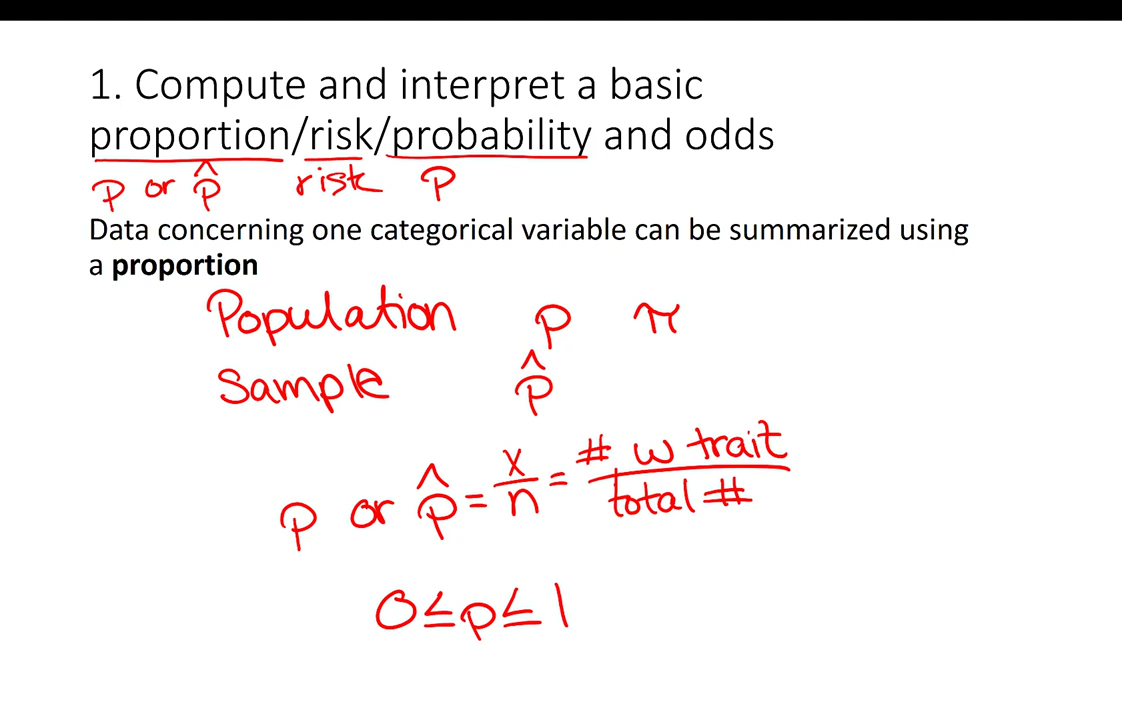 1. Compute and interpret a basic
proportion/risk/probability and odds
p or p̂ risk p
Data concerning one categorical variable can be summarized using
a proportion
Population p π
Sample p̂
p or p̂ = x/n = # w trait / total #
0 ≤ p ≤ 1